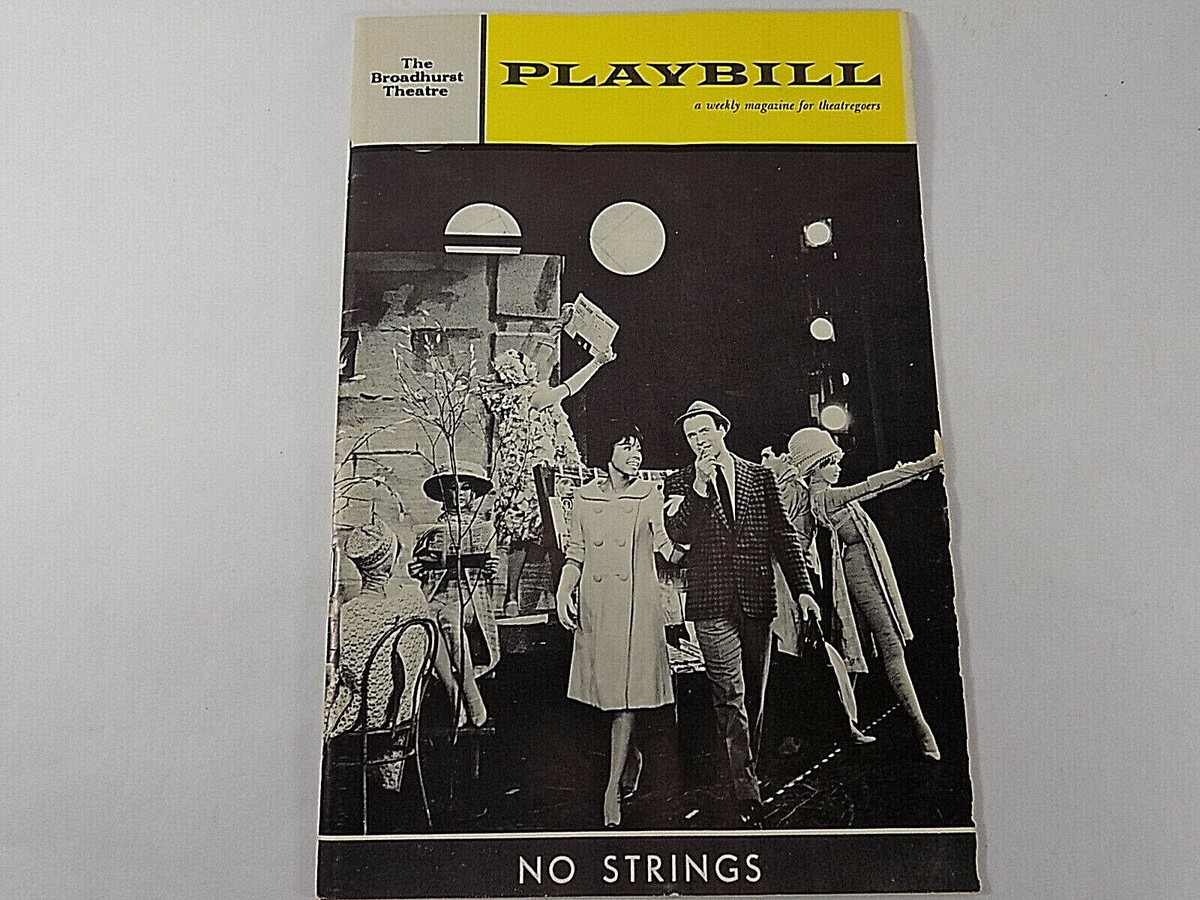 The
Broadhurst
Theatre
PLAYBILL
a weekly magazine for theatregoers
NO STRINGS